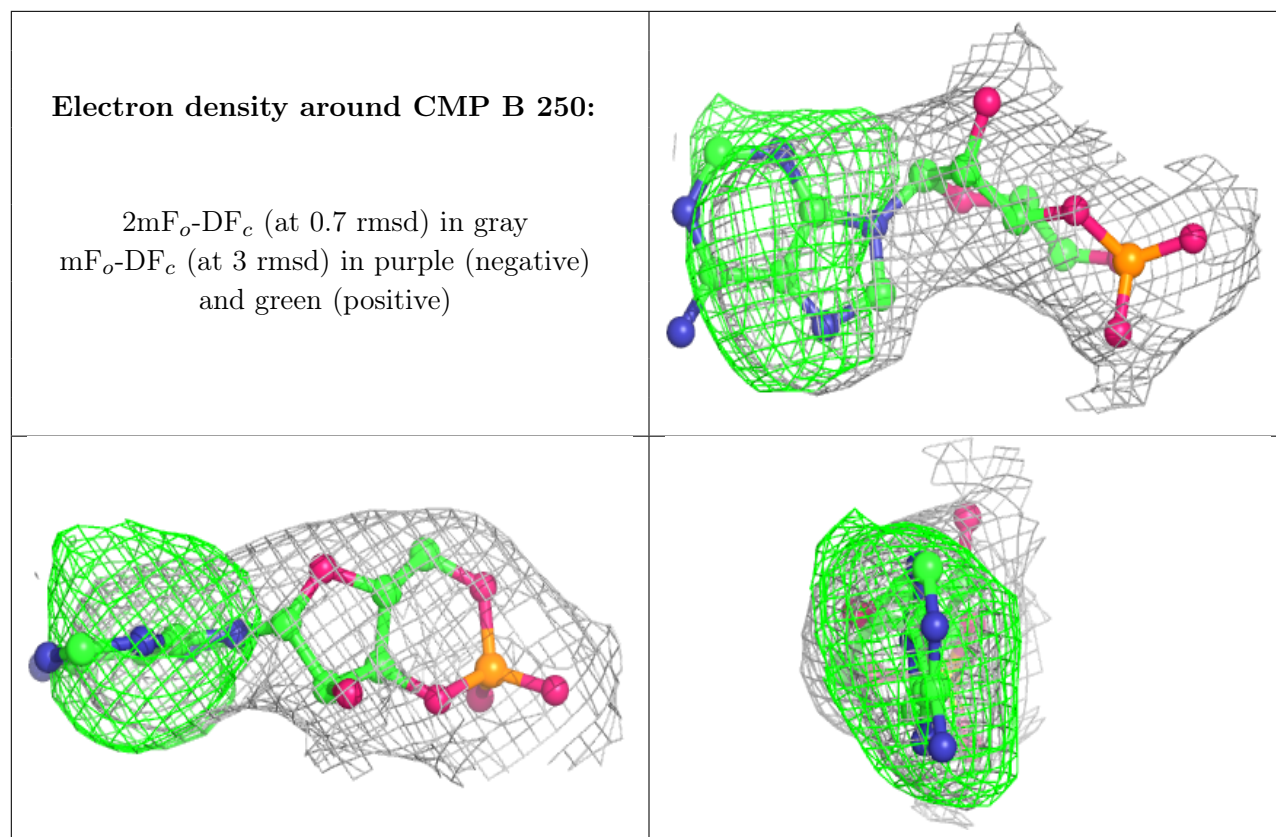 Electron density around CMP B 250:
2mFo-DFc (at 0.7 rmsd) in gray
mFo-DFc (at 3 rmsd) in purple (negative)
and green (positive)